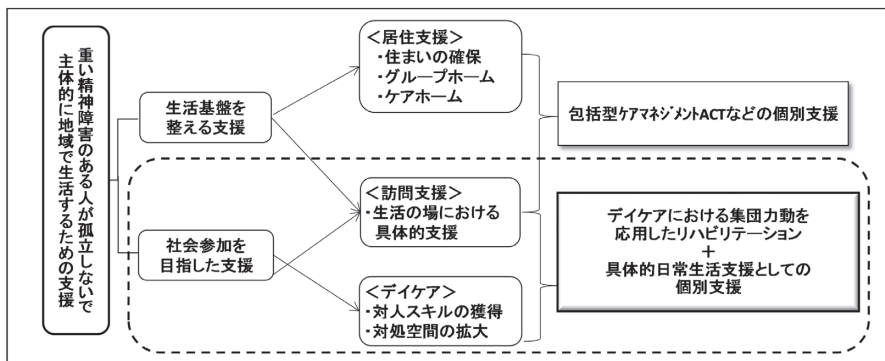 重い精神障害のある人が孤立しないで
主体的に地域で生活するための支援
生活基盤を
整える支援
社会参加を
目指した支援
<居住支援>
・住まいの確保
・グループホーム
・ケアホーム
<訪問支援>
・生活の場における
具体的支援
<デイケア>
・対人スキルの獲得
・対処空間の拡大
包括型ケアマネジメントACTなどの個別支援
デイケアにおける集団力動を
応用したリハビリテーション
+
具体的日常生活支援としての
個別支援